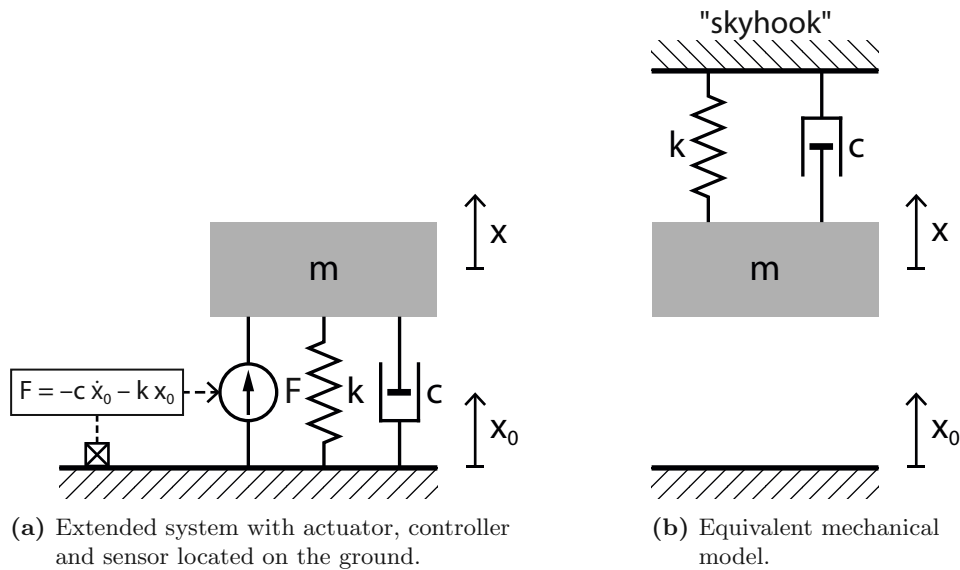 "skyhook"
k
c
m
x
m
x
F = −c ẋ₀ − k x₀
F
k
c
x₀
x₀
(a) Extended system with actuator, controller
and sensor located on the ground.
(b) Equivalent mechanical
model.